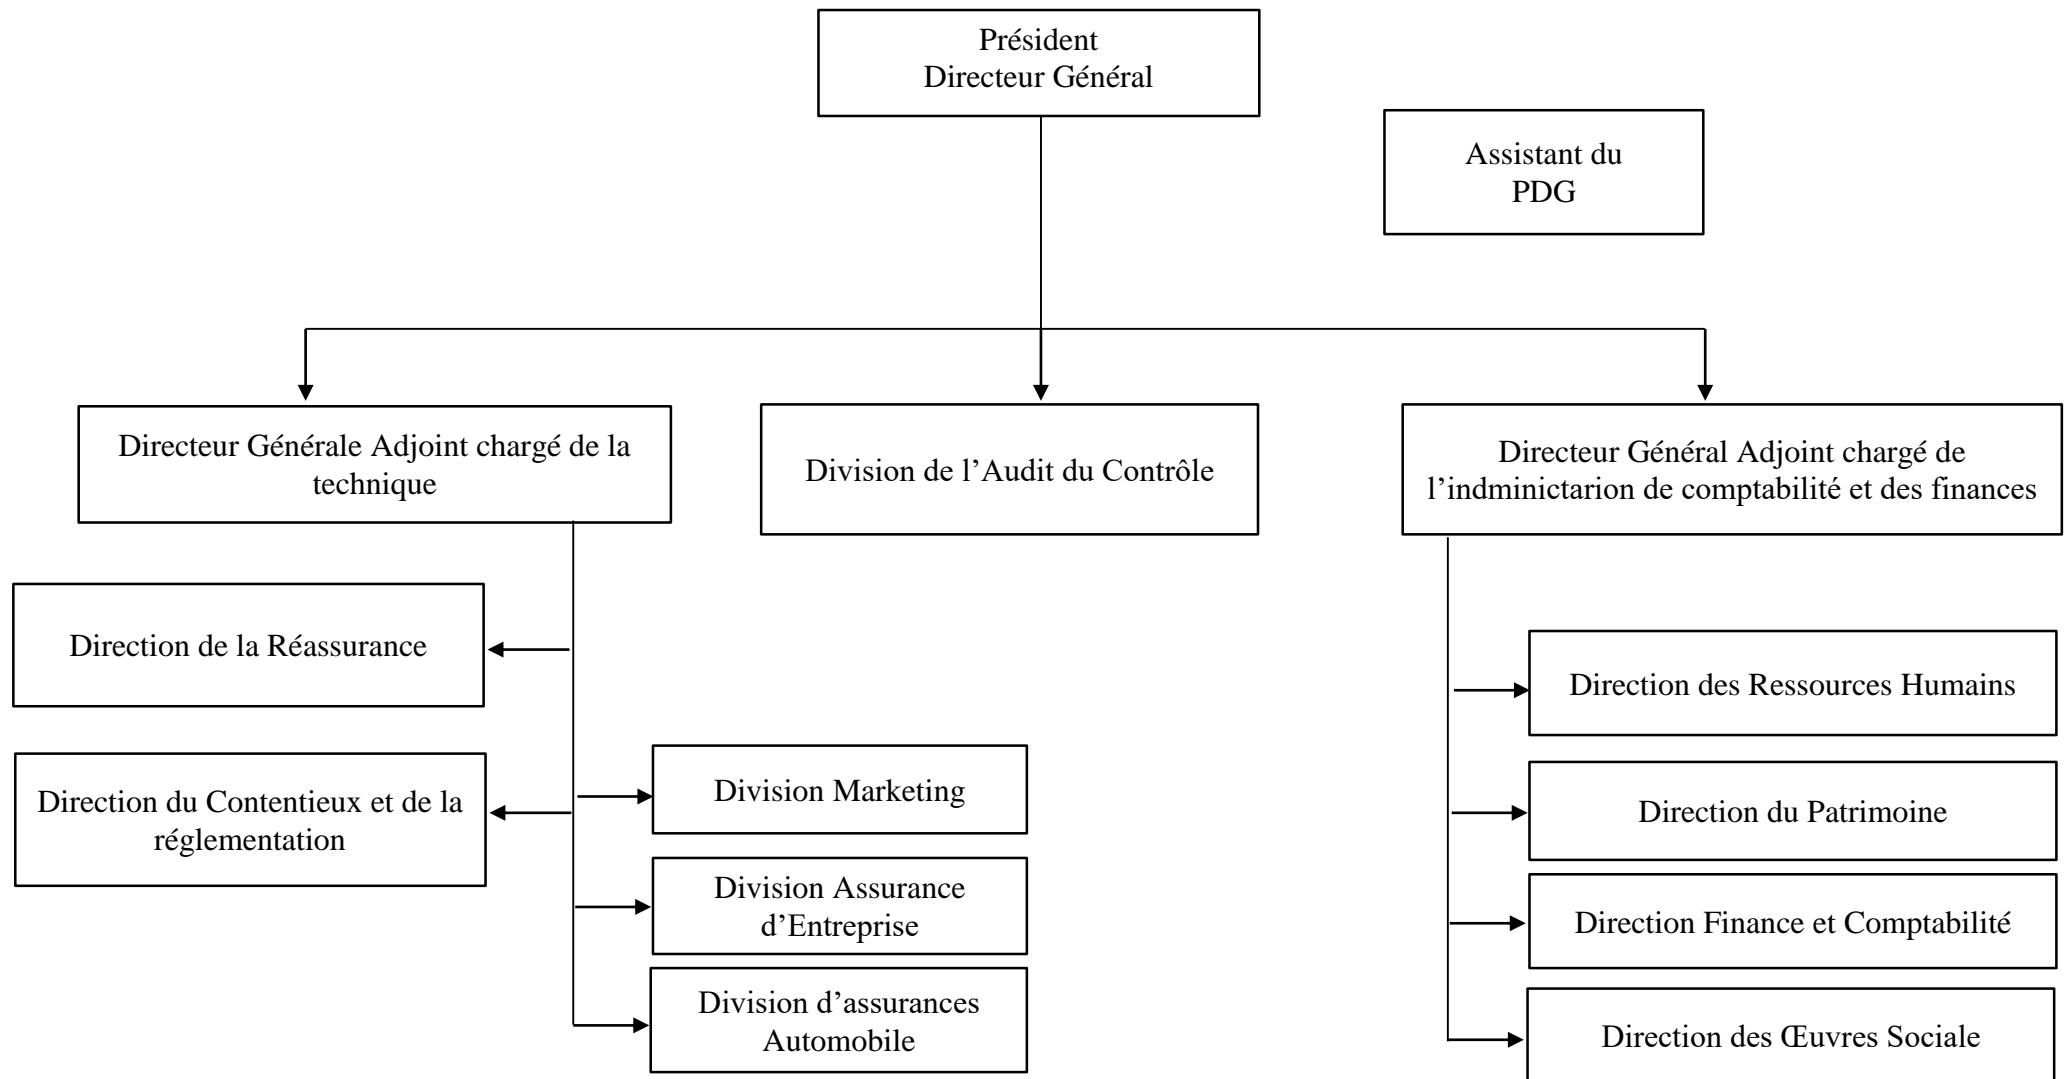 Président
Directeur Général
Assistant du
PDG
Directeur Générale Adjoint chargé de la
technique
Division de l’Audit du Contrôle
Directeur Général Adjoint chargé de
l’indminictarion de comptabilité et des finances
Direction de la Réassurance
Direction du Contentieux et de la
réglementation
Division Marketing
Division Assurance
d’Entreprise
Division d’assurances
Automobile
Direction des Ressources Humains
Direction du Patrimoine
Direction Finance et Comptabilité
Direction des Œuvres Sociale